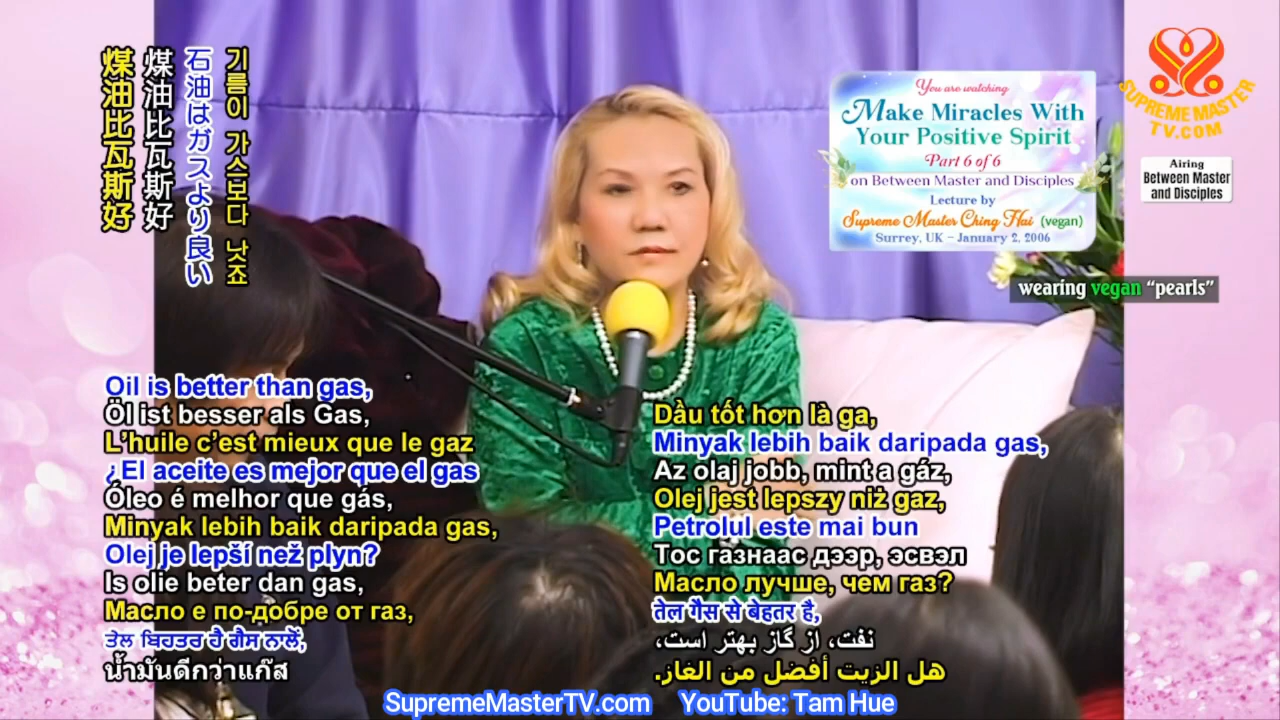 기름이 가스보다 낫죠
石油はガスより良い
煤油比瓦斯好
煤油比瓦斯好
You are watching
Make Miracles With
Your Positive Spirit
Part 6 of 6
on Between Master and Disciples
Lecture by
Supreme Master Ching Hai (vegan)
Surrey, UK - January 2, 2006
SUPREME MASTER
TV.COM
Airing
Between Master
and Disciples
wearing vegan “pearls”
Oil is better than gas,
Öl ist besser als Gas,
L’huile c’est mieux que le gaz
¿El aceite es mejor que el gas
Óleo é melhor que gás,
Minyak lebih baik daripada gas,
Olej je lepší než plyn?
Is olie beter dan gas,
Масло е по-добре от газ,
ਤੇਲ ਬਿਹਤਰ ਹੈ ਗੈਸ ਨਾਲੋਂ,
น้ำมันดีกว่าแก๊ส
Dầu tốt hơn là ga,
Minyak lebih baik daripada gas,
Az olaj jobb, mint a gáz,
Olej jest lepszy niż gaz,
Petrolul este mai bun
Тос газнаас дээр, эсвэл
Масло лучше, чем газ?
तेल गैस से बेहतर है,
نفت، از گاز بهتر است،
هل الزيت أفضل من الغاز.
SupremeMasterTV.com YouTube: Tam Hue